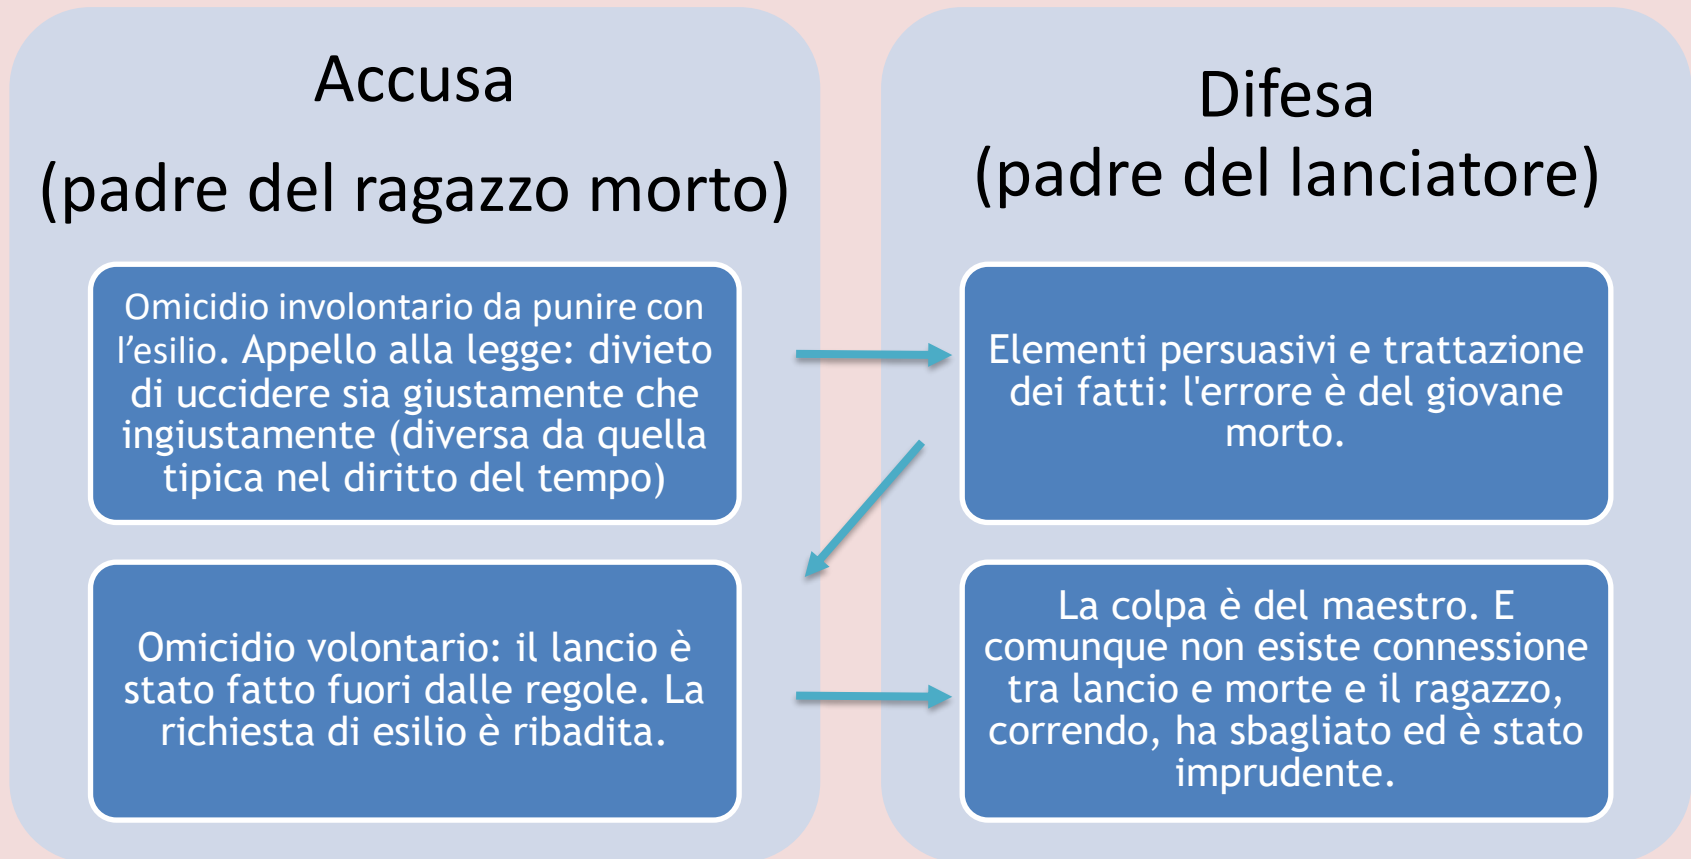 Accusa
(padre del ragazzo morto)
Omicidio involontario da punire con
l’esilio. Appello alla legge: divieto
di uccidere sia giustamente che
ingiustamente (diversa da quella
tipica nel diritto del tempo)
Omicidio volontario: il lancio è
stato fatto fuori dalle regole. La
richiesta di esilio è ribadita.
Difesa
(padre del lanciatore)
Elementi persuasivi e trattazione
dei fatti: l'errore è del giovane
morto.
La colpa è del maestro. E
comunque non esiste connessione
tra lancio e morte e il ragazzo,
correndo, ha sbagliato ed è stato
imprudente.